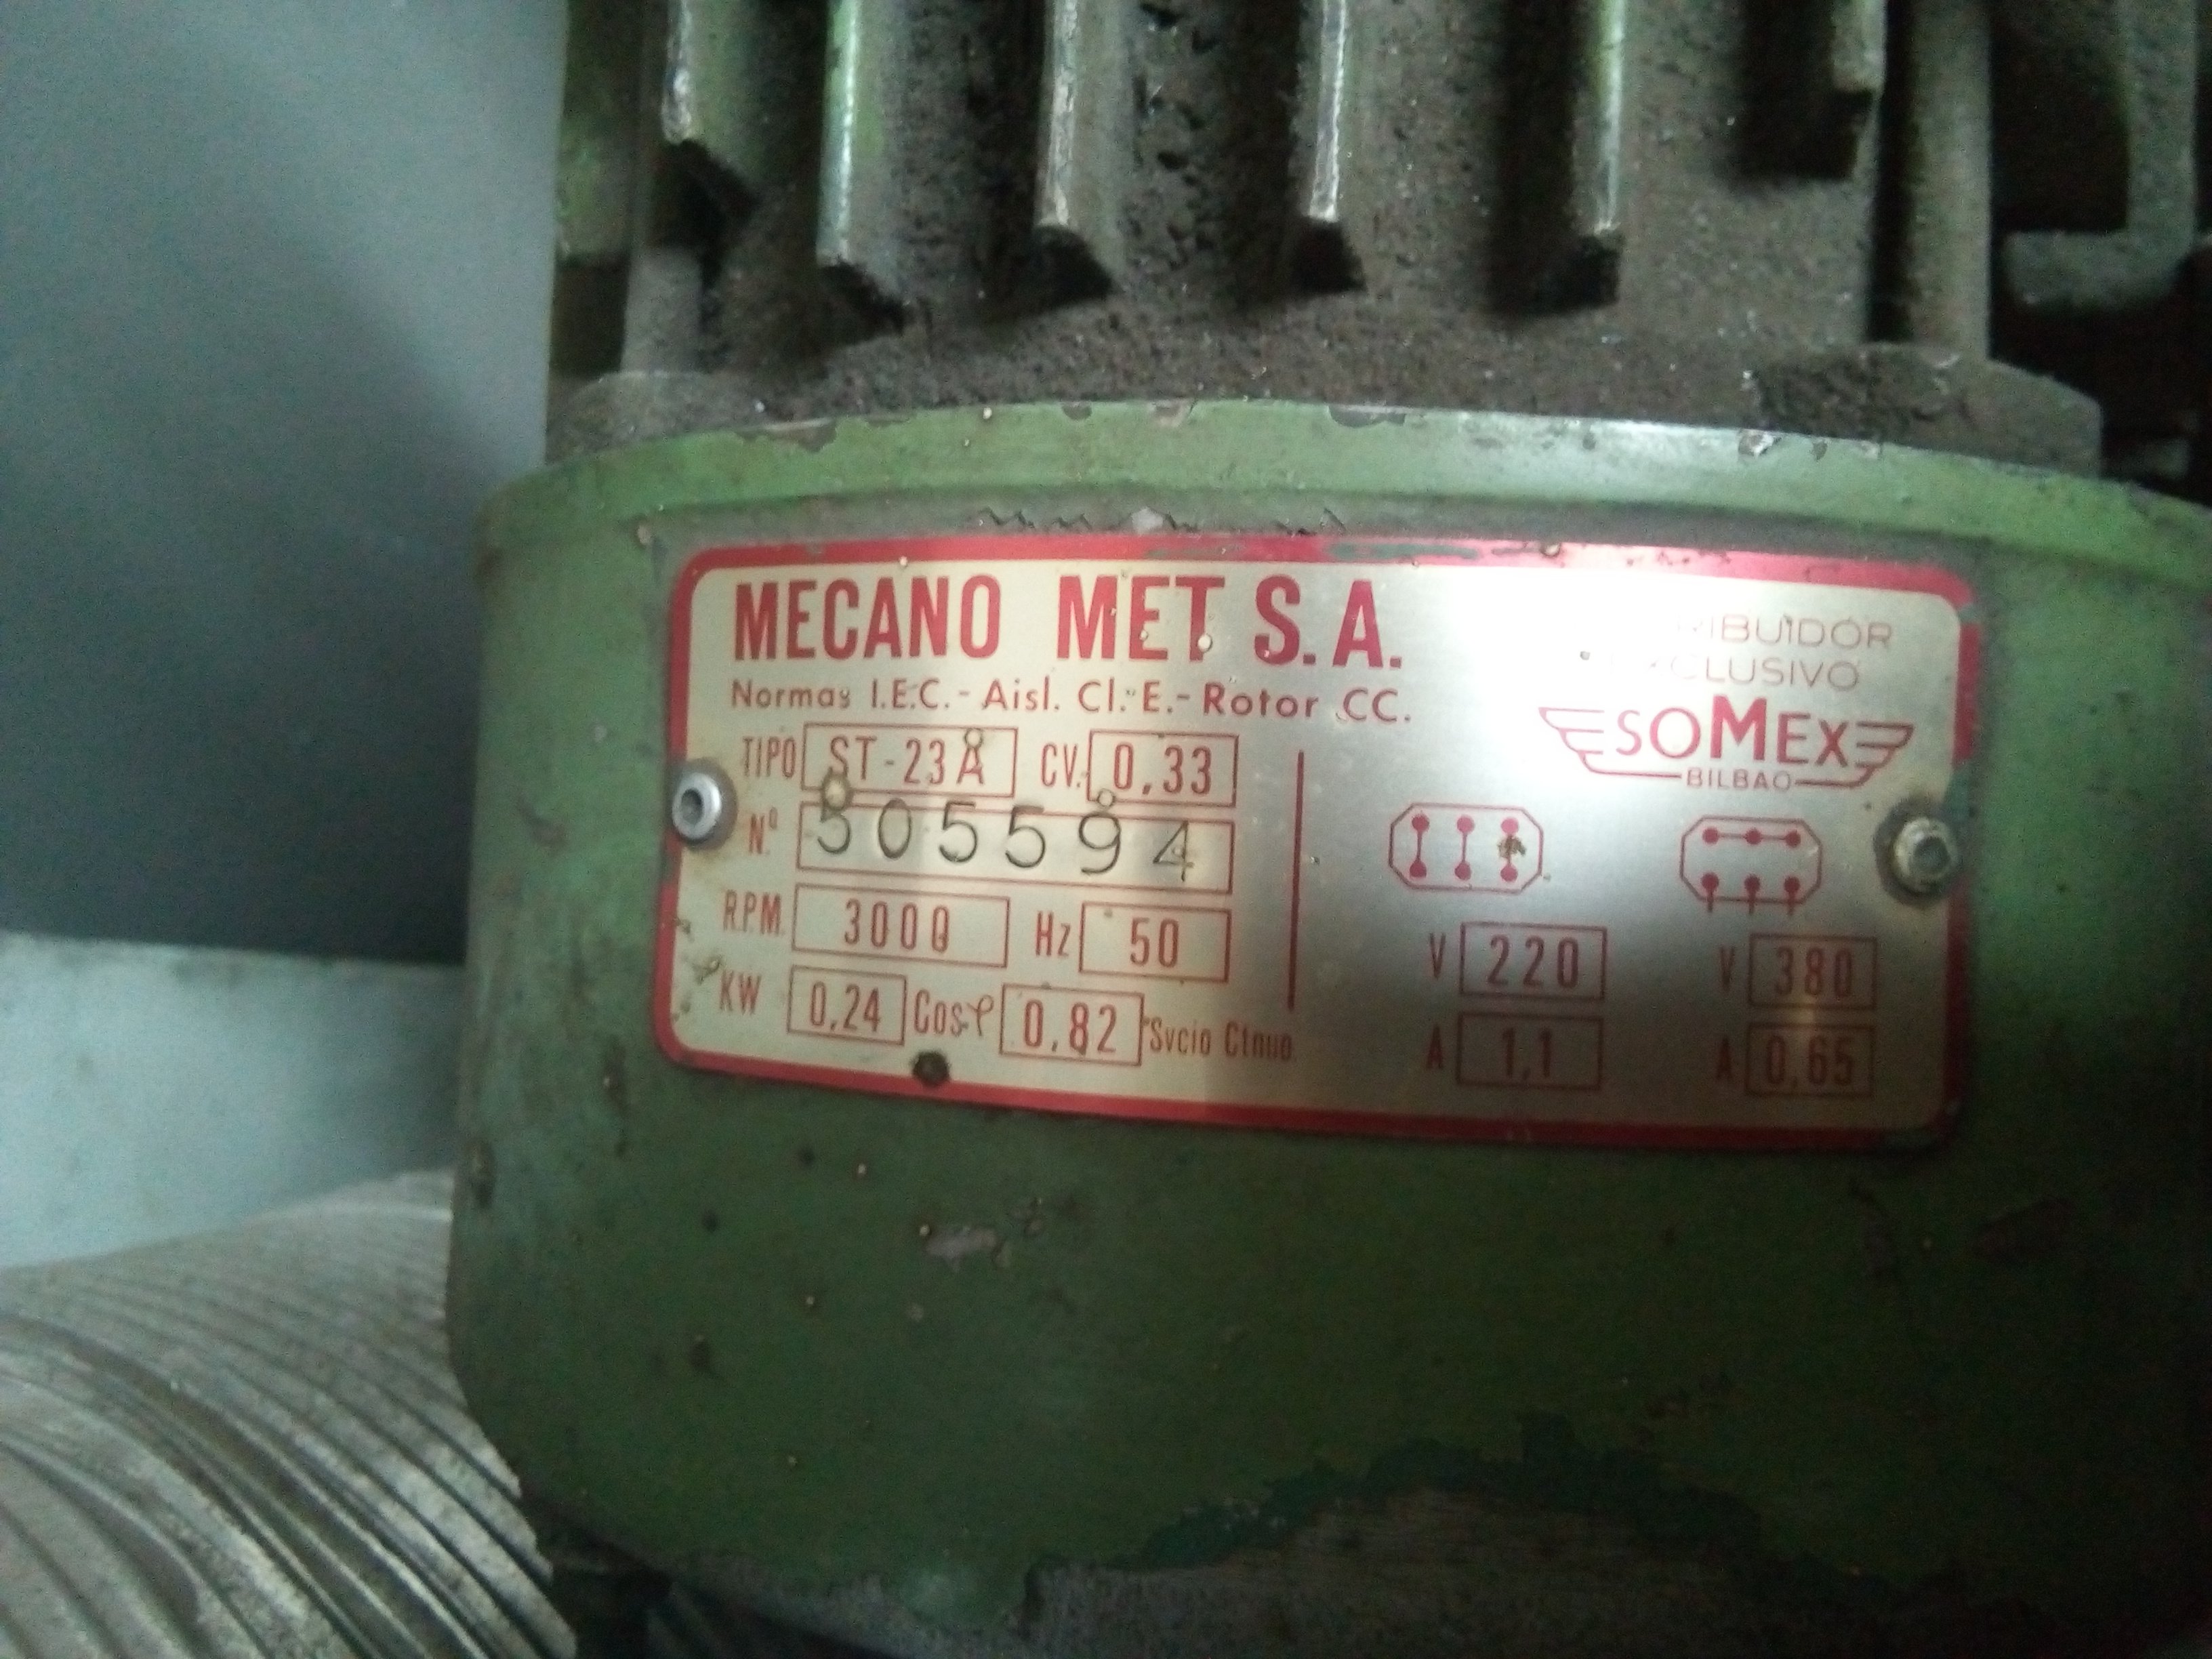 MECANO MET S.A.
Normas I.E.C.- Aisl. Cl. E.- Rotor CC.
TIPO ST-23A CV. 0,33
Nº 505594
R.P.M. 3000 Hz 50
KW 0,24 Cos φ 0,82 Svcio Ctnuo
EXCLUSIVO
SOMEX
BILBAO
V 220 V 380
A 1,1 A 0,65